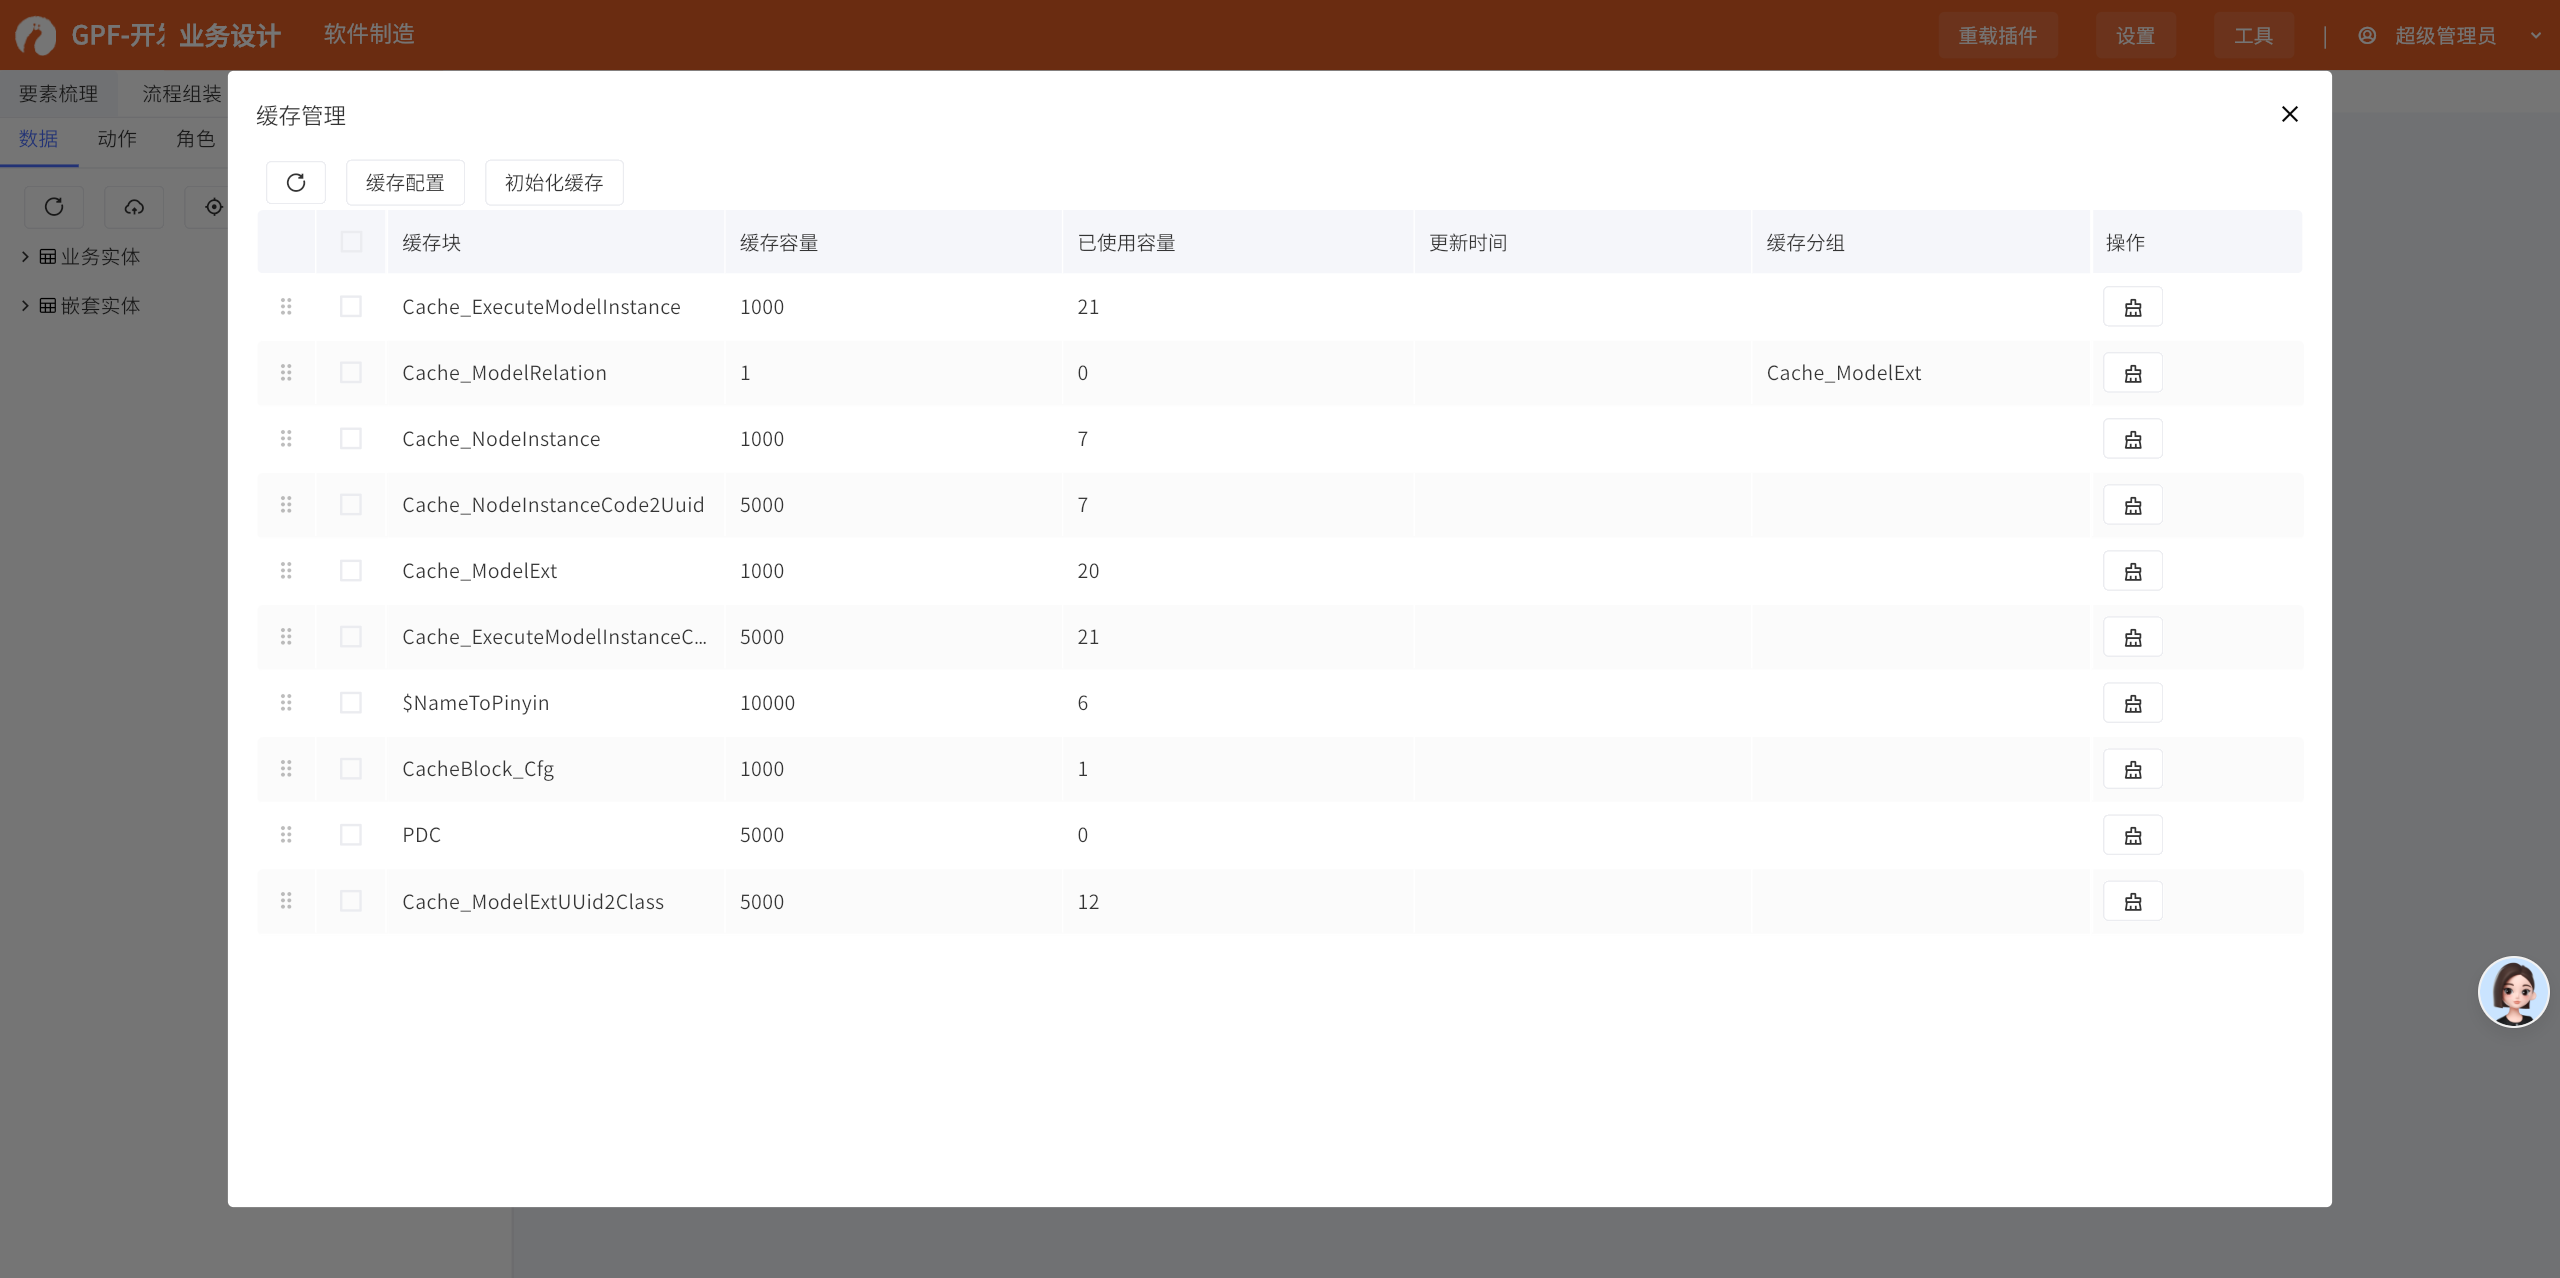 GPF-开 业务设计 软件制造 重载插件 设置 工具 | 超级管理员
要素梳理 流程组装
数据 动作 角色
业务实体
嵌套实体
缓存管理
缓存配置 初始化缓存
缓存块 缓存容量 已使用容量 更新时间 缓存分组 操作
Cache_ExecuteModelInstance 1000 21
Cache_ModelRelation 1 0 Cache_ModelExt
Cache_NodeInstance 1000 7
Cache_NodeInstanceCode2Uuid 5000 7
Cache_ModelExt 1000 20
Cache_ExecuteModelInstanceC... 5000 21
$NameToPinyin 10000 6
CacheBlock_Cfg 1000 1
PDC 5000 0
Cache_ModelExtUUid2Class 5000 12